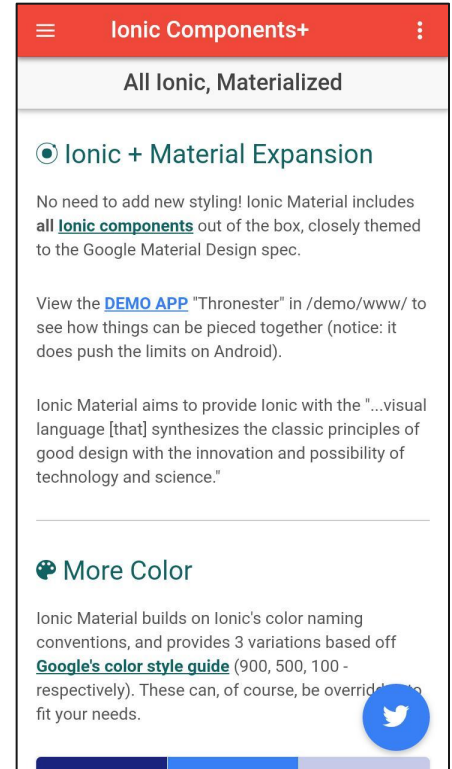 Ionic Components+
All Ionic, Materialized
Ionic + Material Expansion
No need to add new styling! Ionic Material includes
all Ionic components out of the box, closely themed
to the Google Material Design spec.
View the DEMO APP "Thronester" in /demo/www/ to
see how things can be pieced together (notice: it
does push the limits on Android).
Ionic Material aims to provide Ionic with the "...visual
language [that] synthesizes the classic principles of
good design with the innovation and possibility of
technology and science."
More Color
Ionic Material builds on Ionic's color naming
conventions, and provides 3 variations based off
Google's color style guide (900, 500, 100 -
respectively). These can, of course, be
fit your needs.